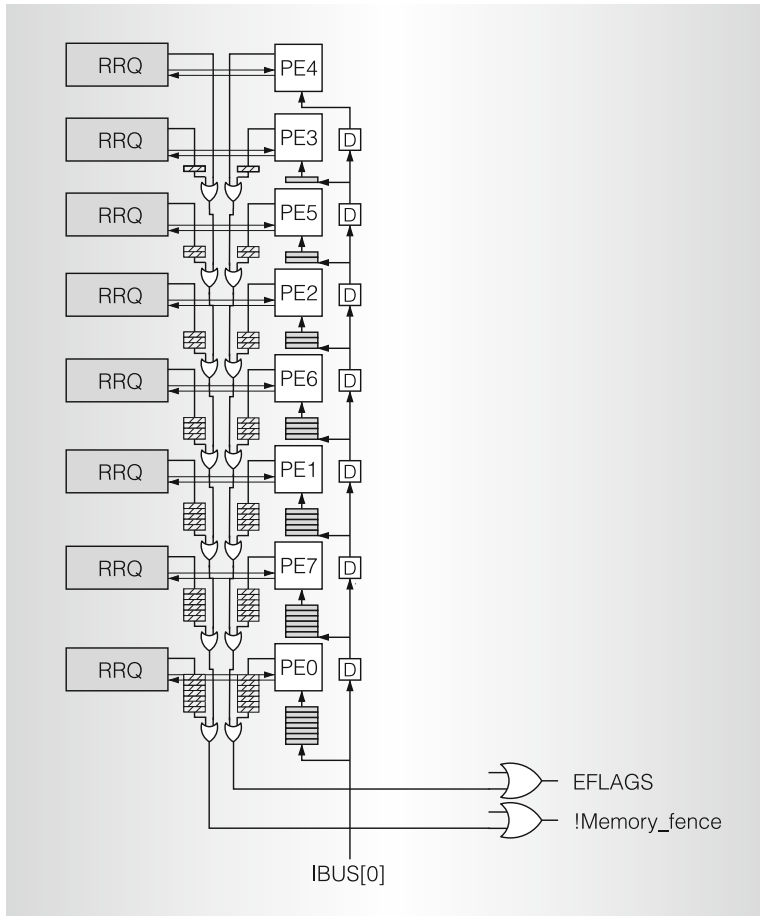 RRQ PE4
D
RRQ PE3
D
RRQ PE5
D
RRQ PE2
D
RRQ PE6
D
RRQ PE1
D
RRQ PE7
D
RRQ PE0
EFLAGS
!Memory_fence
IBUS[0]